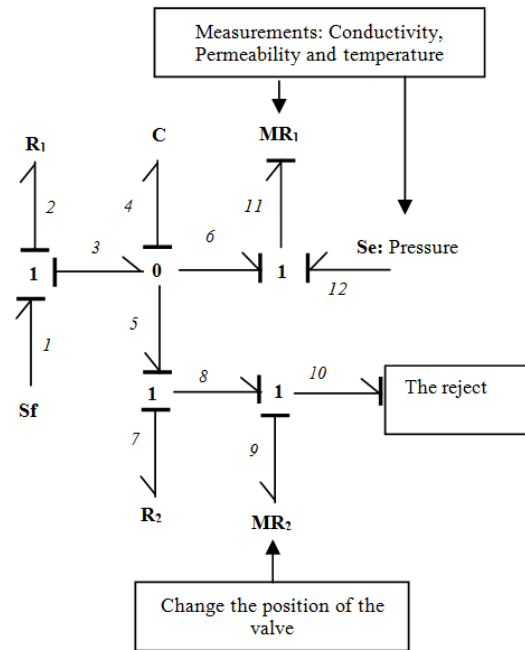 Measurements: Conductivity,
Permeability and temperature
R₁
C
MR₁
2
4
11
3
6
Se: Pressure
1
0
1
12
1
5
8
10
The reject
1
1
Sf
7
9
R₂
MR₂
Change the position of the
valve